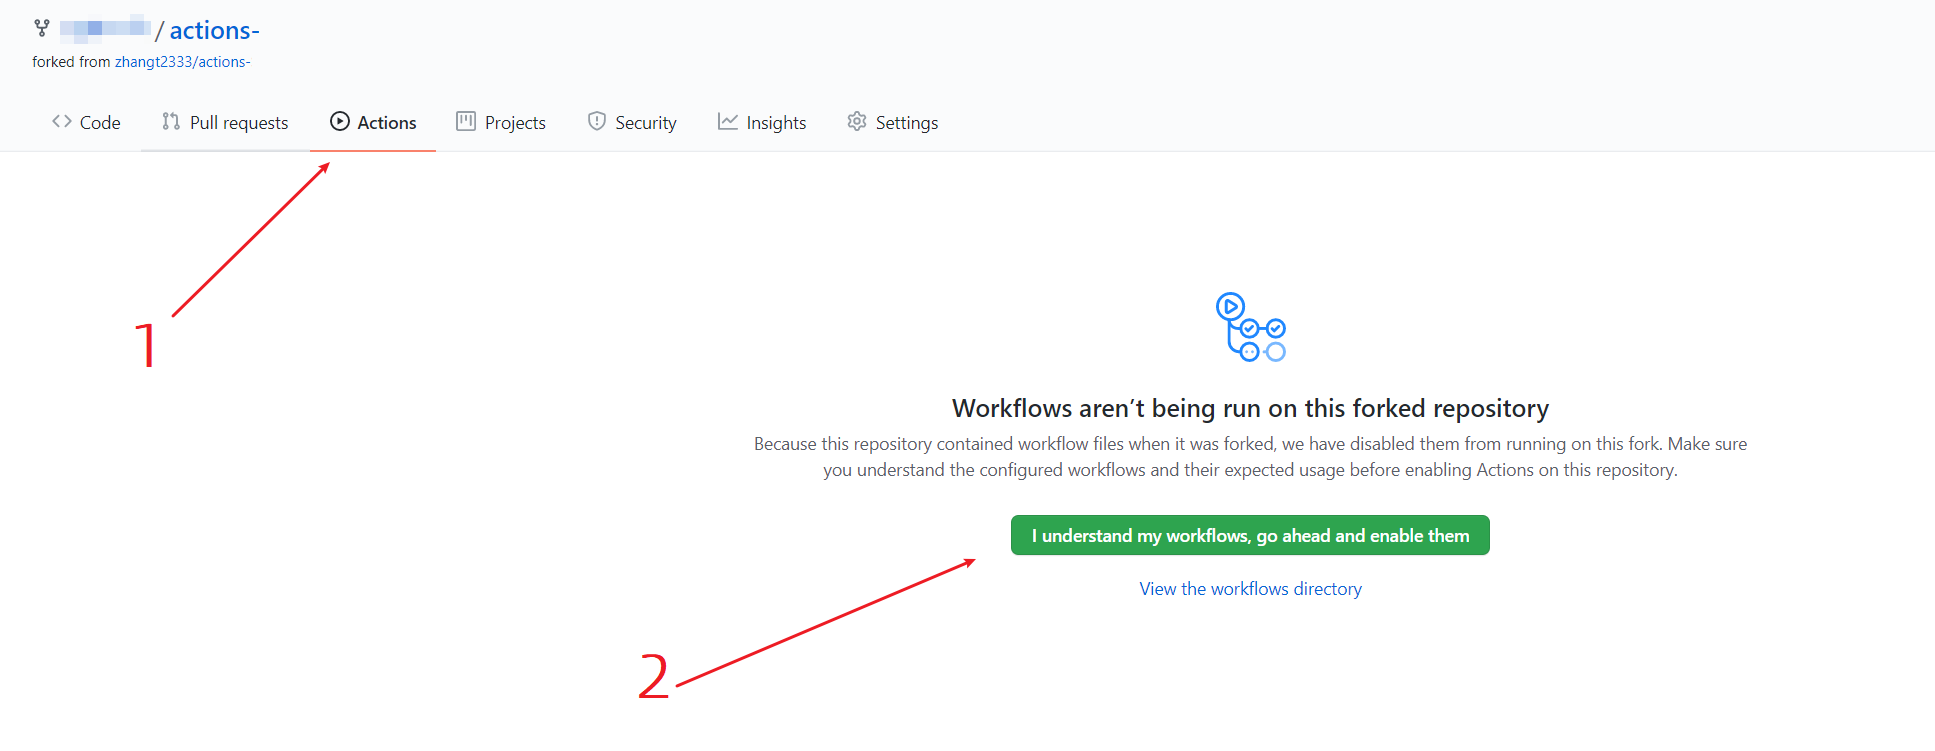 / actions-
forked from zhangt2333/actions-
Code Pull requests Actions Projects Security Insights Settings
1
Workflows aren’t being run on this forked repository
Because this repository contained workflow files when it was forked, we have disabled them from running on this fork. Make sure
you understand the configured workflows and their expected usage before enabling Actions on this repository.
I understand my workflows, go ahead and enable them
View the workflows directory
2